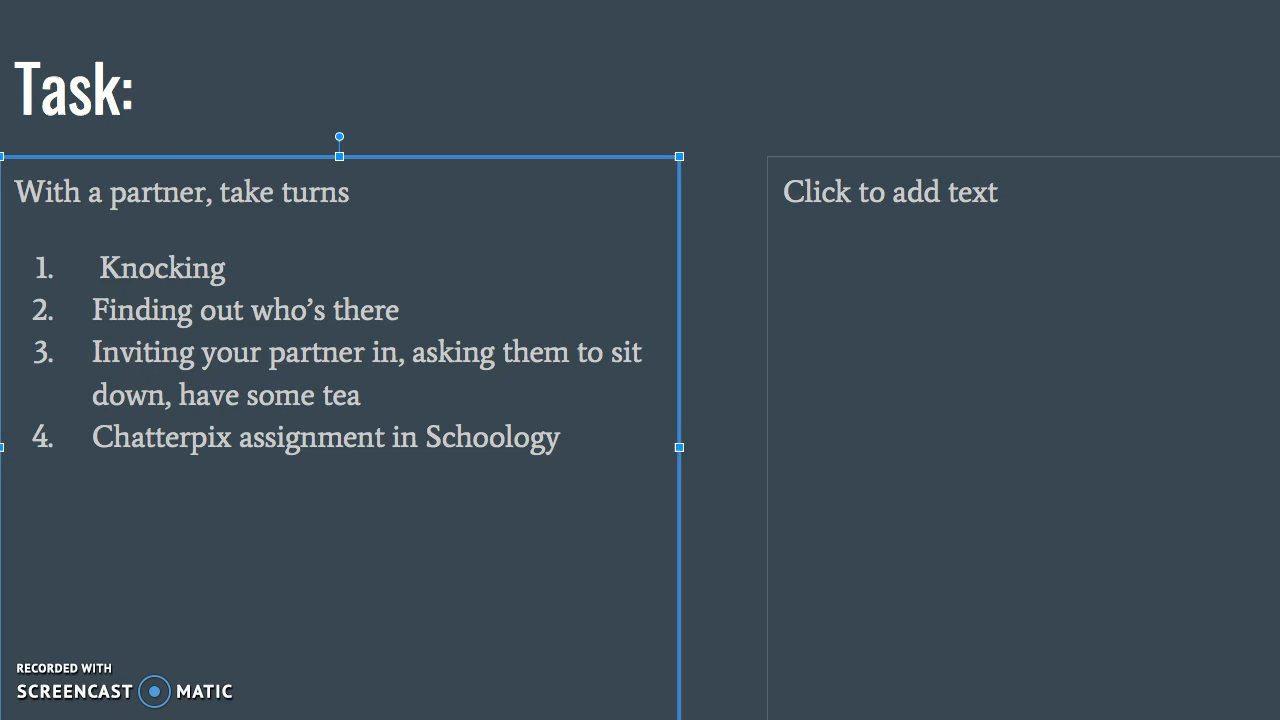 Task:
With a partner, take turns
1. Knocking
2. Finding out who’s there
3. Inviting your partner in, asking them to sit
down, have some tea
4. Chatterpix assignment in Schoology
Click to add text
RECORDED WITH
SCREENCAST MATIC